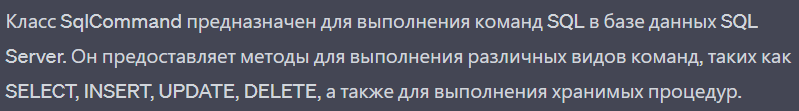 Класс SqlCommand предназначен для выполнения команд SQL в базе данных SQL
Server. Он предоставляет методы для выполнения различных видов команд, таких как
SELECT, INSERT, UPDATE, DELETE, а также для выполнения хранимых процедур.